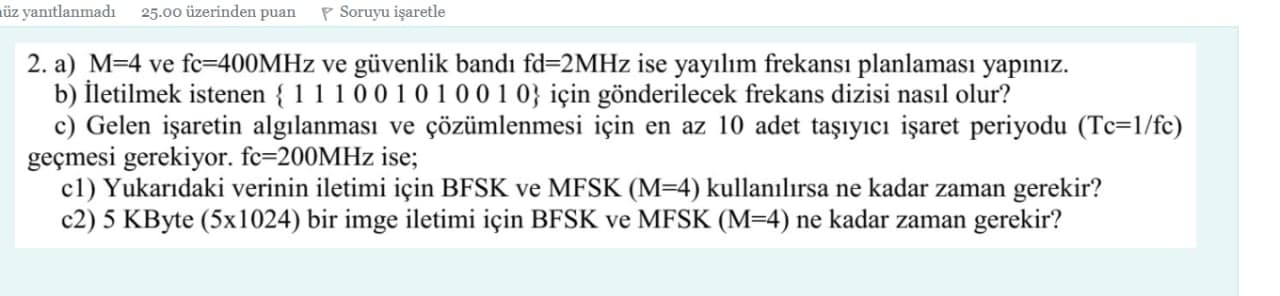 yanıtlanmadı 25.00 üzerinden puan Soruyu işaretle
2. a) M=4 ve fc=400MHz ve güvenlik bandı fd=2MHz ise yayılım frekansı planlaması yapınız.
b) İletilmek istenen { 1 1 1 0 0 1 0 1 0 0 1 0} için gönderilecek frekans dizisi nasıl olur?
c) Gelen işaretin algılanması ve çözümlenmesi için en az 10 adet taşıyıcı işaret periyodu (Tc=1/fc)
geçmesi gerekiyor. fc=200MHz ise;
c1) Yukarıdaki verinin iletimi için BFSK ve MFSK (M=4) kullanılırsa ne kadar zaman gerekir?
c2) 5 KByte (5x1024) bir imge iletimi için BFSK ve MFSK (M=4) ne kadar zaman gerekir?